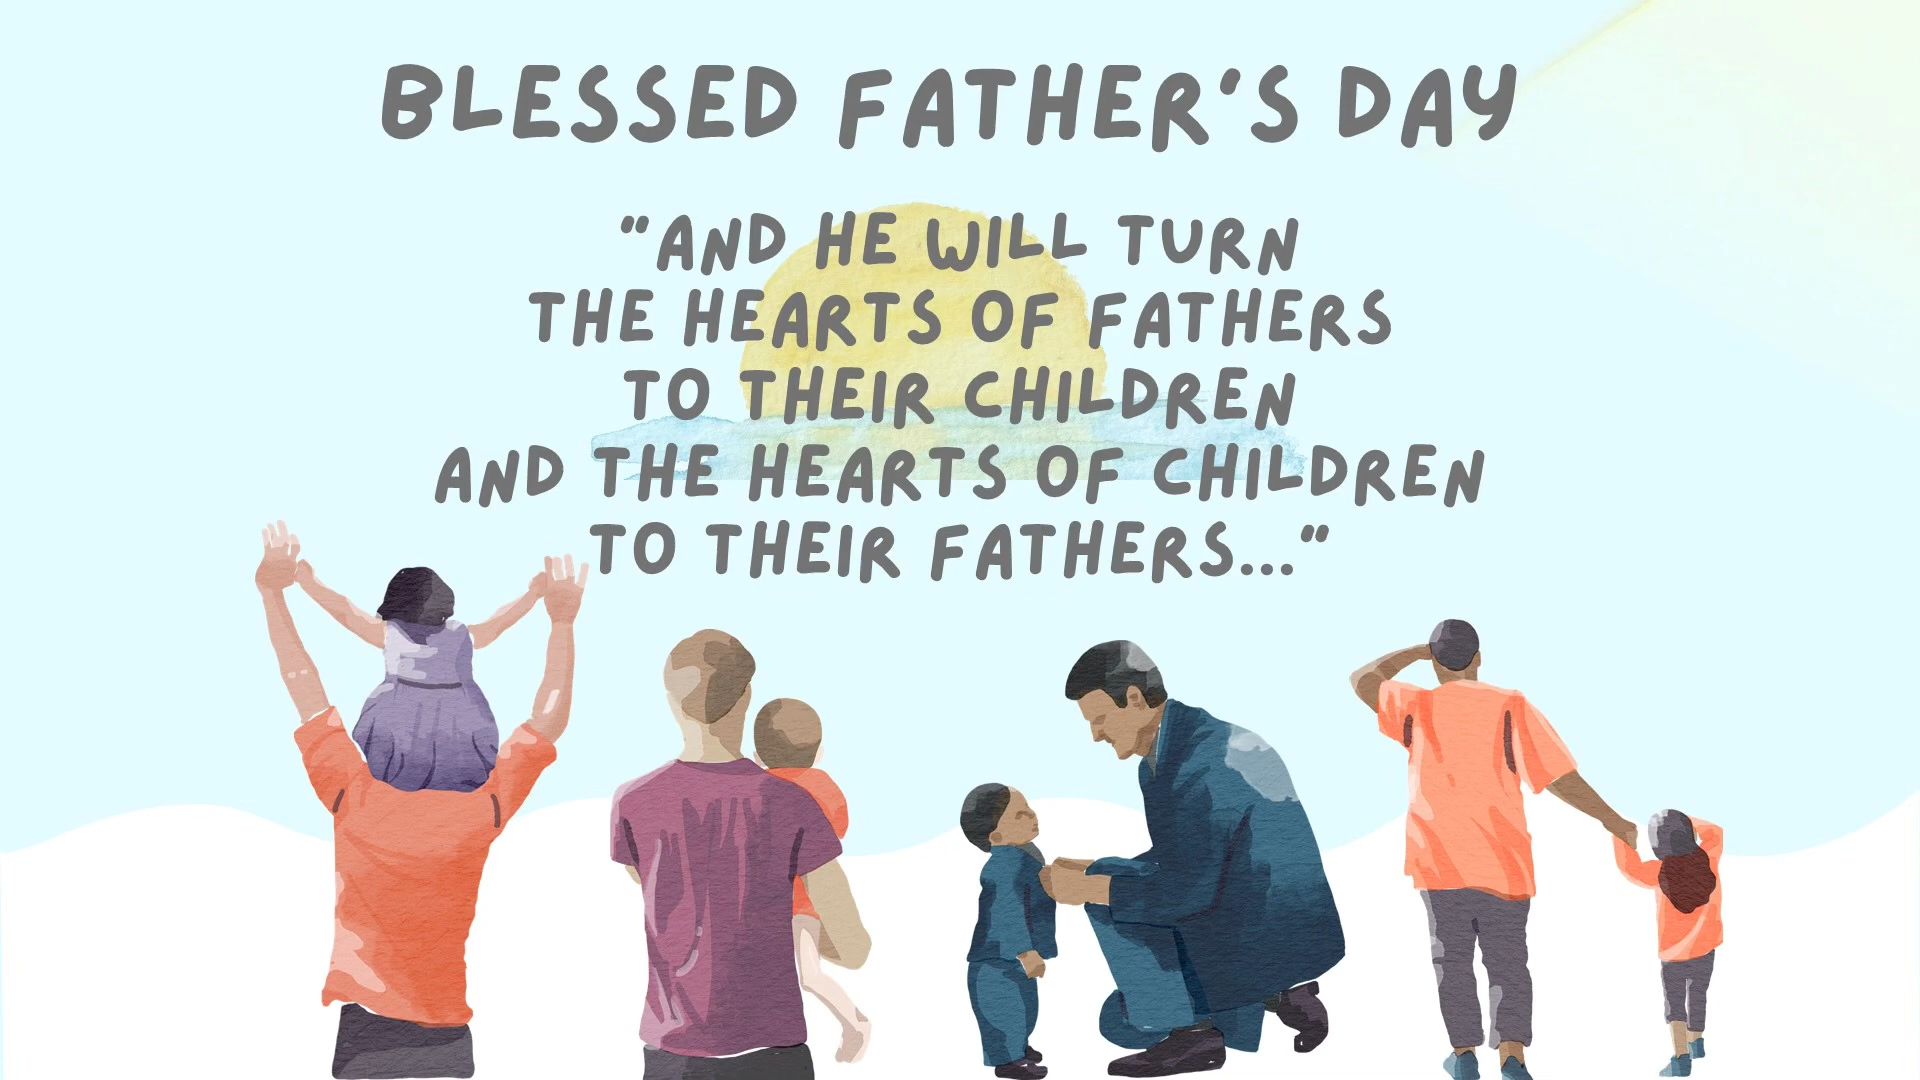 BLESSED FATHER'S DAY
"AND HE WILL TURN
THE HEARTS OF FATHERS
TO THEIR CHILDREN
AND THE HEARTS OF CHILDREN
TO THEIR FATHERS..."